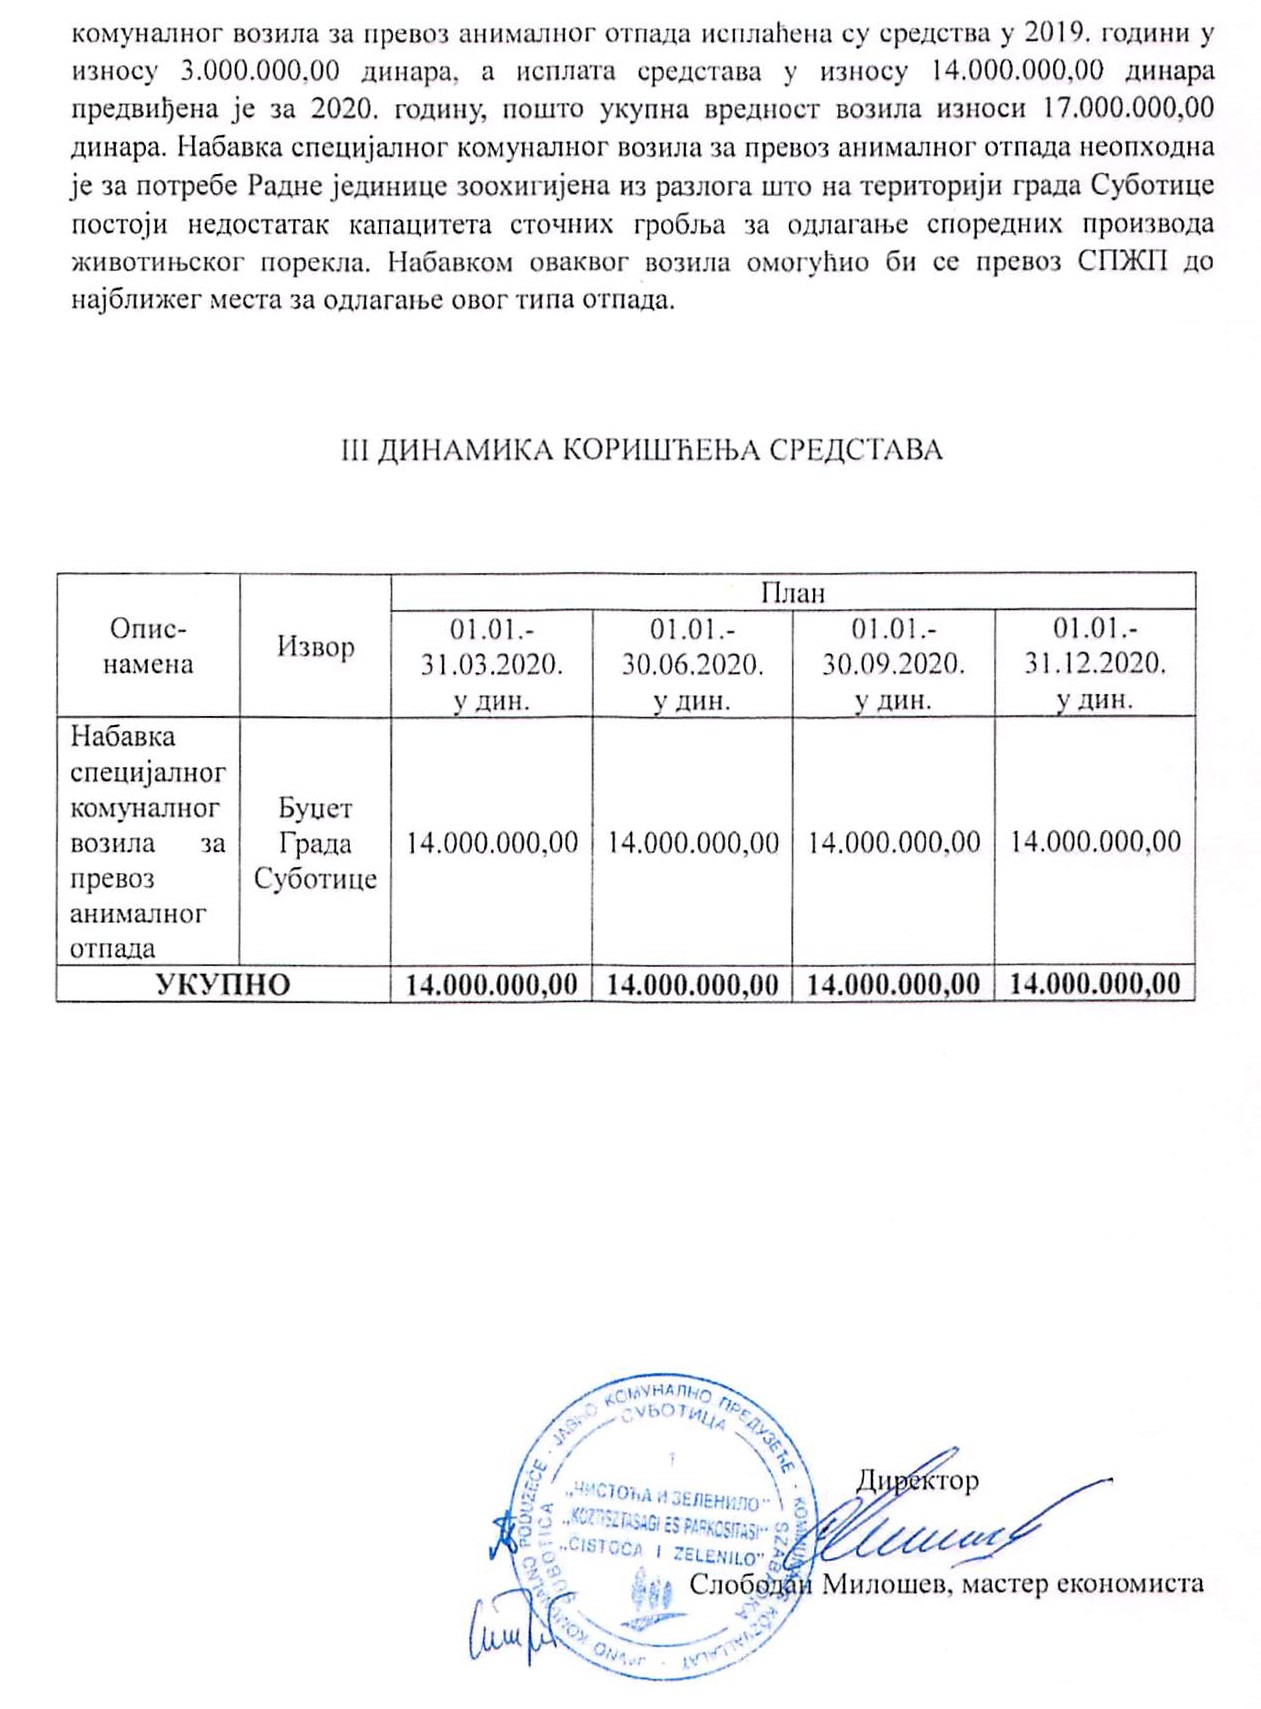 комуналног возила за превоз анималног отпада исплаћена су средства у 2019. години у
износу 3.000.000,00 динара, а исплата средстава у износу 14.000.000,00 динара
предвиђена је за 2020. годину, пошто укупна вредност возила износи 17.000.000,00
динара. Набавка специјалног комуналног возила за превоз анималног отпада неопходна
је за потребе Радне јединице зоохигијена из разлога што на територији града Суботице
постоји недостатак капацитета сточних гробља за одлагање споредних производа
животињског порекла. Набавком оваквог возила омогућио би се превоз СПЖП до
најближег места за одлагање овог типа отпада.
III ДИНАМИКА КОРИШЋЕЊА СРЕДСТАВА
Опис-
намена
Извор
План
01.01.-
31.03.2020.
у дин.
01.01.-
30.06.2020.
у дин.
01.01.-
30.09.2020.
у дин.
01.01.-
31.12.2020.
у дин.
Набавка
специјалног
комуналног
возила за
превоз
анималног
отпада
Буџет
Града
Суботице
14.000.000,00 14.000.000,00 14.000.000,00 14.000.000,00
УКУПНО 14.000.000,00 14.000.000,00 14.000.000,00 14.000.000,00
ЈАВНО КОМУНАЛНО ПРЕДУЗЕЋЕ
СУБОТИЦА
„ЧИСТОЋА И ЗЕЛЕНИЛО”
„KÖZTISZTASÁGI ÉS PARKOSÍTÁSI”
„ČISTOĆA I ZELENILO”
SZABADKA
SUBOTICA
JAVNO KOMUNALNO PODUZEĆE
Директор
Слободан Милошев, мастер економиста